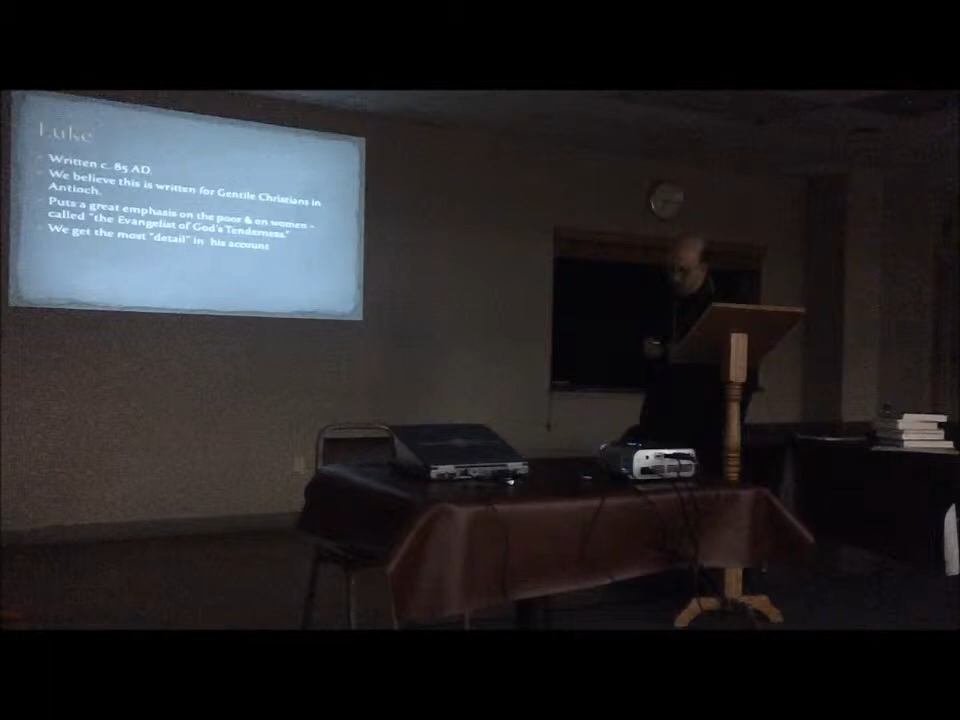 Luke
Written c. 85 AD.
We believe this is written for Gentile Christians in
Antioch.
Puts a great emphasis on the poor & on women -
called "the Evangelist of God's Tenderness."
We get the most "detail" in his account